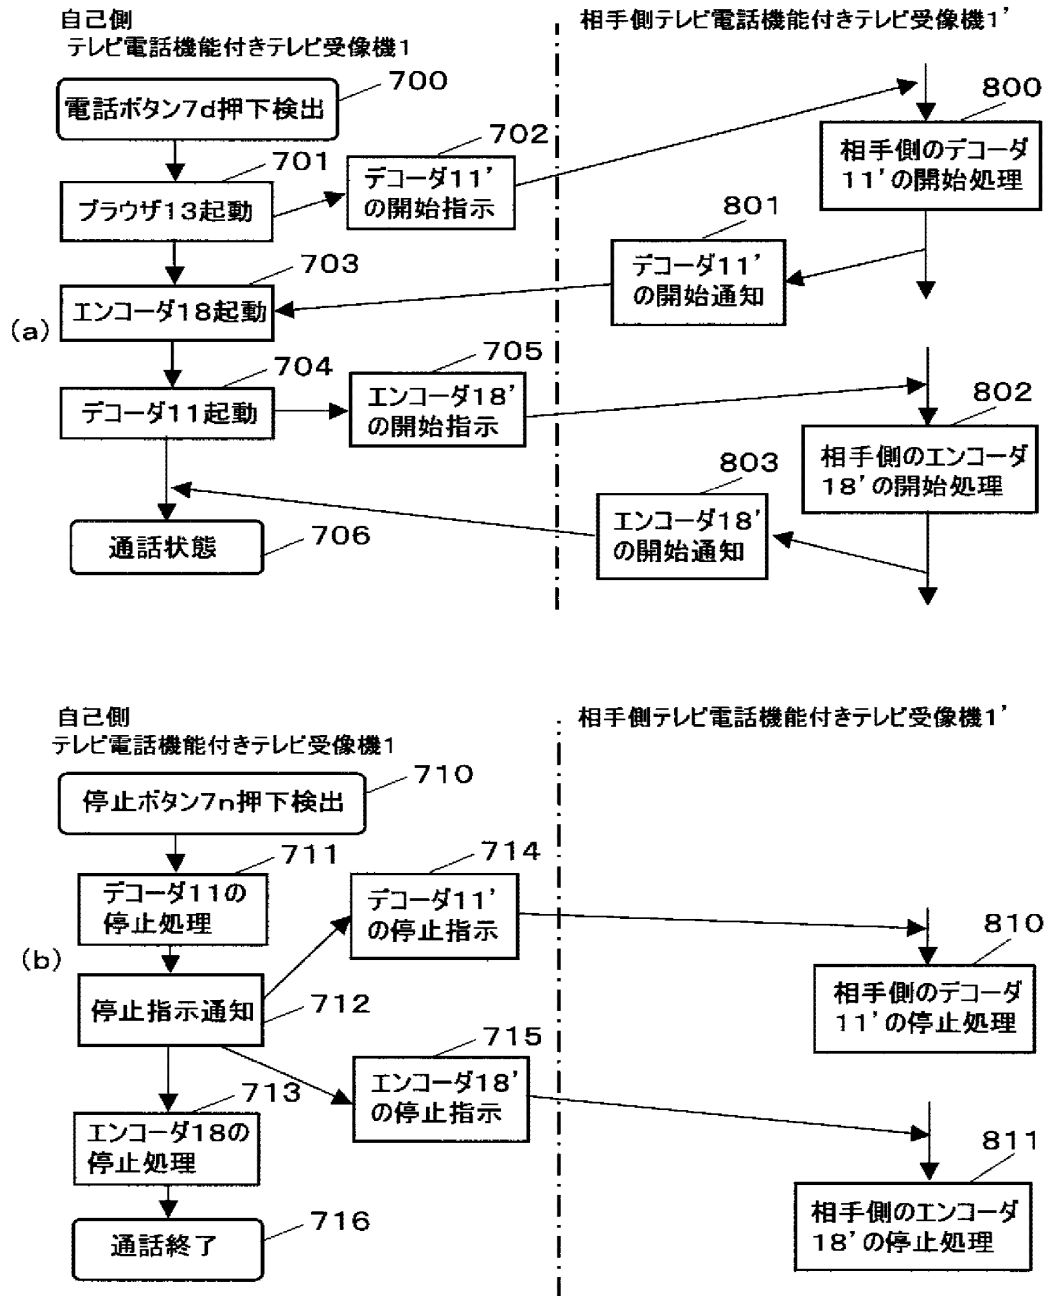 自己側
テレビ電話機能付きテレビ受像機1
相手側テレビ電話機能付きテレビ受像機1’
電話ボタン7d押下検出
700
701
ブラウザ13起動
702
デコーダ11’
の開始指示
800
相手側のデコーダ
11’の開始処理
801
デコーダ11’
の開始通知
703
エンコーダ18起動
(a)
704
デコーダ11起動
705
エンコーダ18’
の開始指示
802
相手側のエンコーダ
18’の開始処理
803
エンコーダ18’
の開始通知
通話状態
706
自己側
テレビ電話機能付きテレビ受像機1
相手側テレビ電話機能付きテレビ受像機1’
停止ボタン7n押下検出
710
711
デコーダ11の
停止処理
714
デコーダ11’
の停止指示
810
相手側のデコーダ
11’の停止処理
(b)
停止指示通知
712
715
エンコーダ18’
の停止指示
713
エンコーダ18の
停止処理
811
相手側のエンコーダ
18’の停止処理
通話終了
716